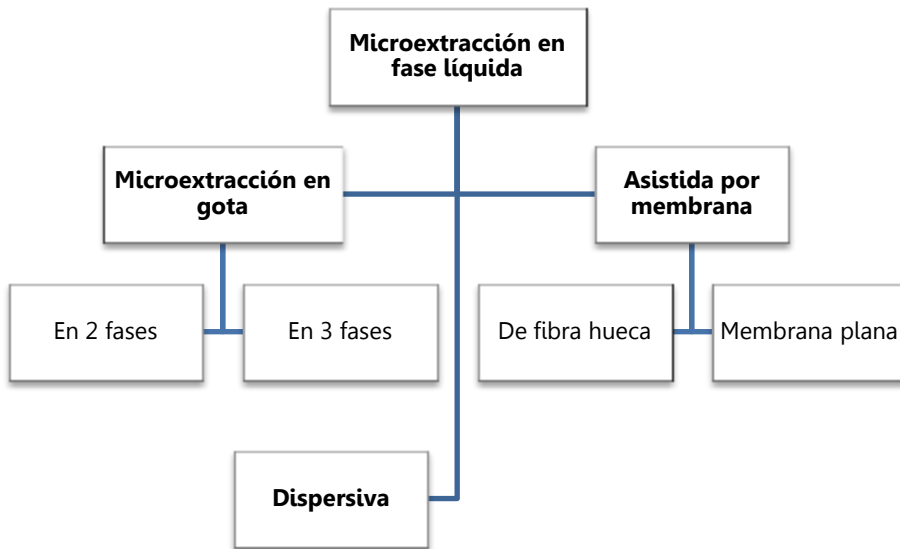 Microextracción en
fase líquida
Microextracción en
gota
Asistida por
membrana
En 2 fases
En 3 fases
De fibra hueca
Membrana plana
Dispersiva